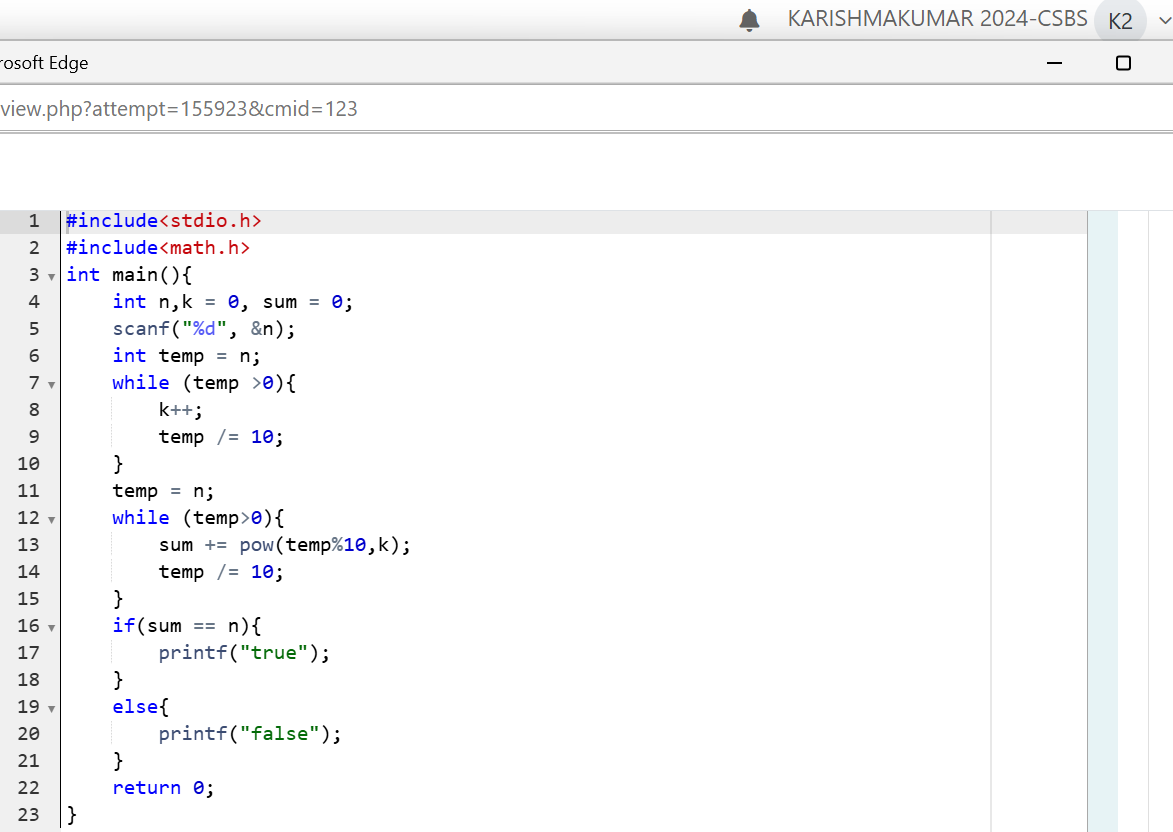 KARISHMAKUMAR 2024-CSBS K2
rosoft Edge
view.php?attempt=155923&cmid=123
1 #include<stdio.h>
2 #include<math.h>
3 int main(){
4     int n,k = 0, sum = 0;
5     scanf("%d", &n);
6     int temp = n;
7     while (temp >0){
8         k++;
9         temp /= 10;
10     }
11     temp = n;
12     while (temp>0){
13         sum += pow(temp%10,k);
14         temp /= 10;
15     }
16     if(sum == n){
17         printf("true");
18     }
19     else{
20         printf("false");
21     }
22     return 0;
23 }